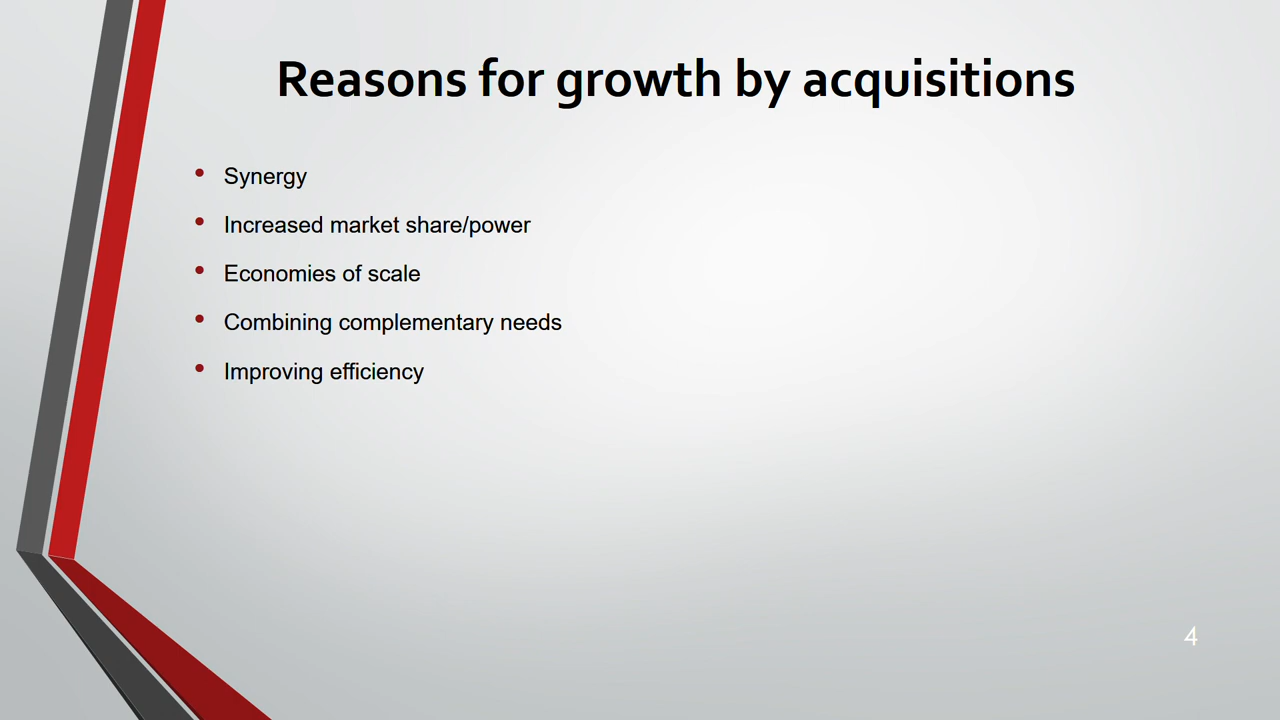 Reasons for growth by acquisitions
• Synergy
• Increased market share/power
• Economies of scale
• Combining complementary needs
• Improving efficiency
4